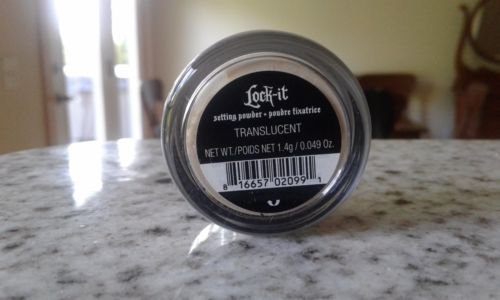 Lock-it
setting powder • poudre fixatrice
TRANSLUCENT
NET WT./POIDS NET 1.4g / 0.049 Oz.
8 16657 02099 1